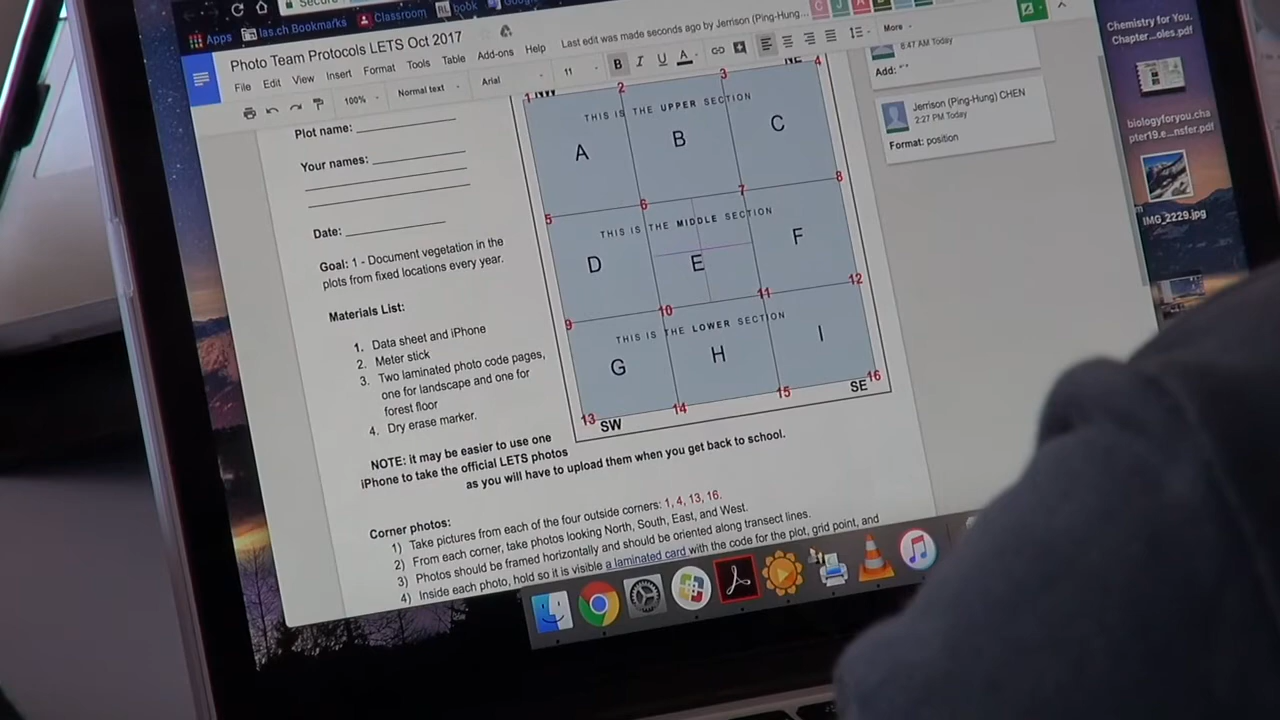 Apps
las.ch Bookmarks
Classroom
Photo Team Protocols LETS Oct 2017
File Edit View Insert Format Tools Table Add-ons Help Last edit was made seconds ago by Jerrison (Ping-Hung...
100% Normal text Arial 11 B I U A More
Plot name:
Your names:
Date:
Goal: 1 - Document vegetation in the
plots from fixed locations every year.
Materials List:
1. Data sheet and iPhone
2. Meter stick
3. Two laminated photo code pages,
one for landscape and one for
forest floor
4. Dry erase marker.
NOTE: it may be easier to use one
iPhone to take the official LETS photos
as you will have to upload them when you get back to school.
Corner photos:
1) Take pictures from each of the four outside corners: 1, 4, 13, 16.
2) From each corner, take photos looking North, South, East, and West.
3) Photos should be framed horizontally and should be oriented along transect lines.
4) Inside each photo, hold so it is visible a laminated card with the code for the plot, grid point, and
1 NW 2 3 NE 4
THIS IS THE UPPER SECTION
A B C
5 6 7 8
THIS IS THE MIDDLE SECTION
D E F
9 10 11 12
THIS IS THE LOWER SECTION
G H I
13 SW 14 15 SE 16
8:47 AM Today
Add: " "
Jerrison (Ping-Hung) CHEN
2:27 PM Today
Format: position
Chemistry for You.
Chapter...oles.pdf
biologyforyou.cha
pter19.e...nsfer.pdf
IMG_2229.jpg